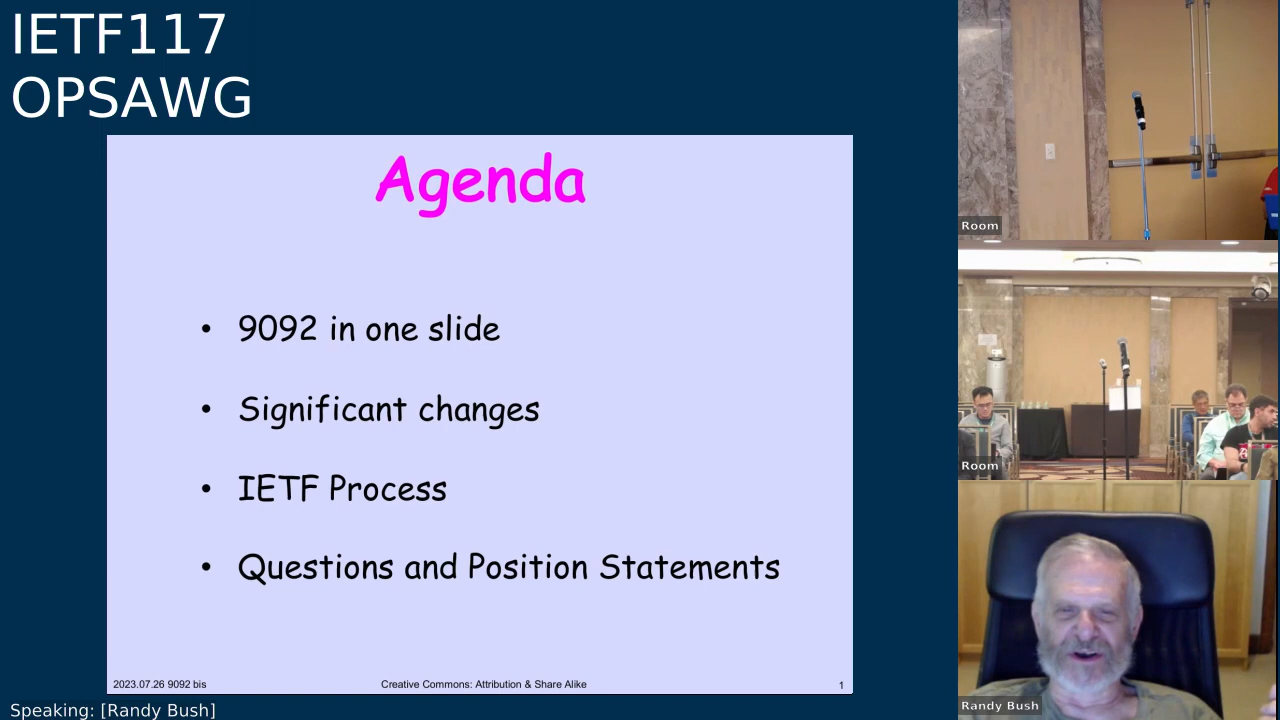 IETF117
OPSAWG
Agenda
• 9092 in one slide
• Significant changes
• IETF Process
• Questions and Position Statements
2023.07.26 9092 bis
Creative Commons: Attribution & Share Alike
1
Room
Room
Randy Bush
Speaking: [Randy Bush]